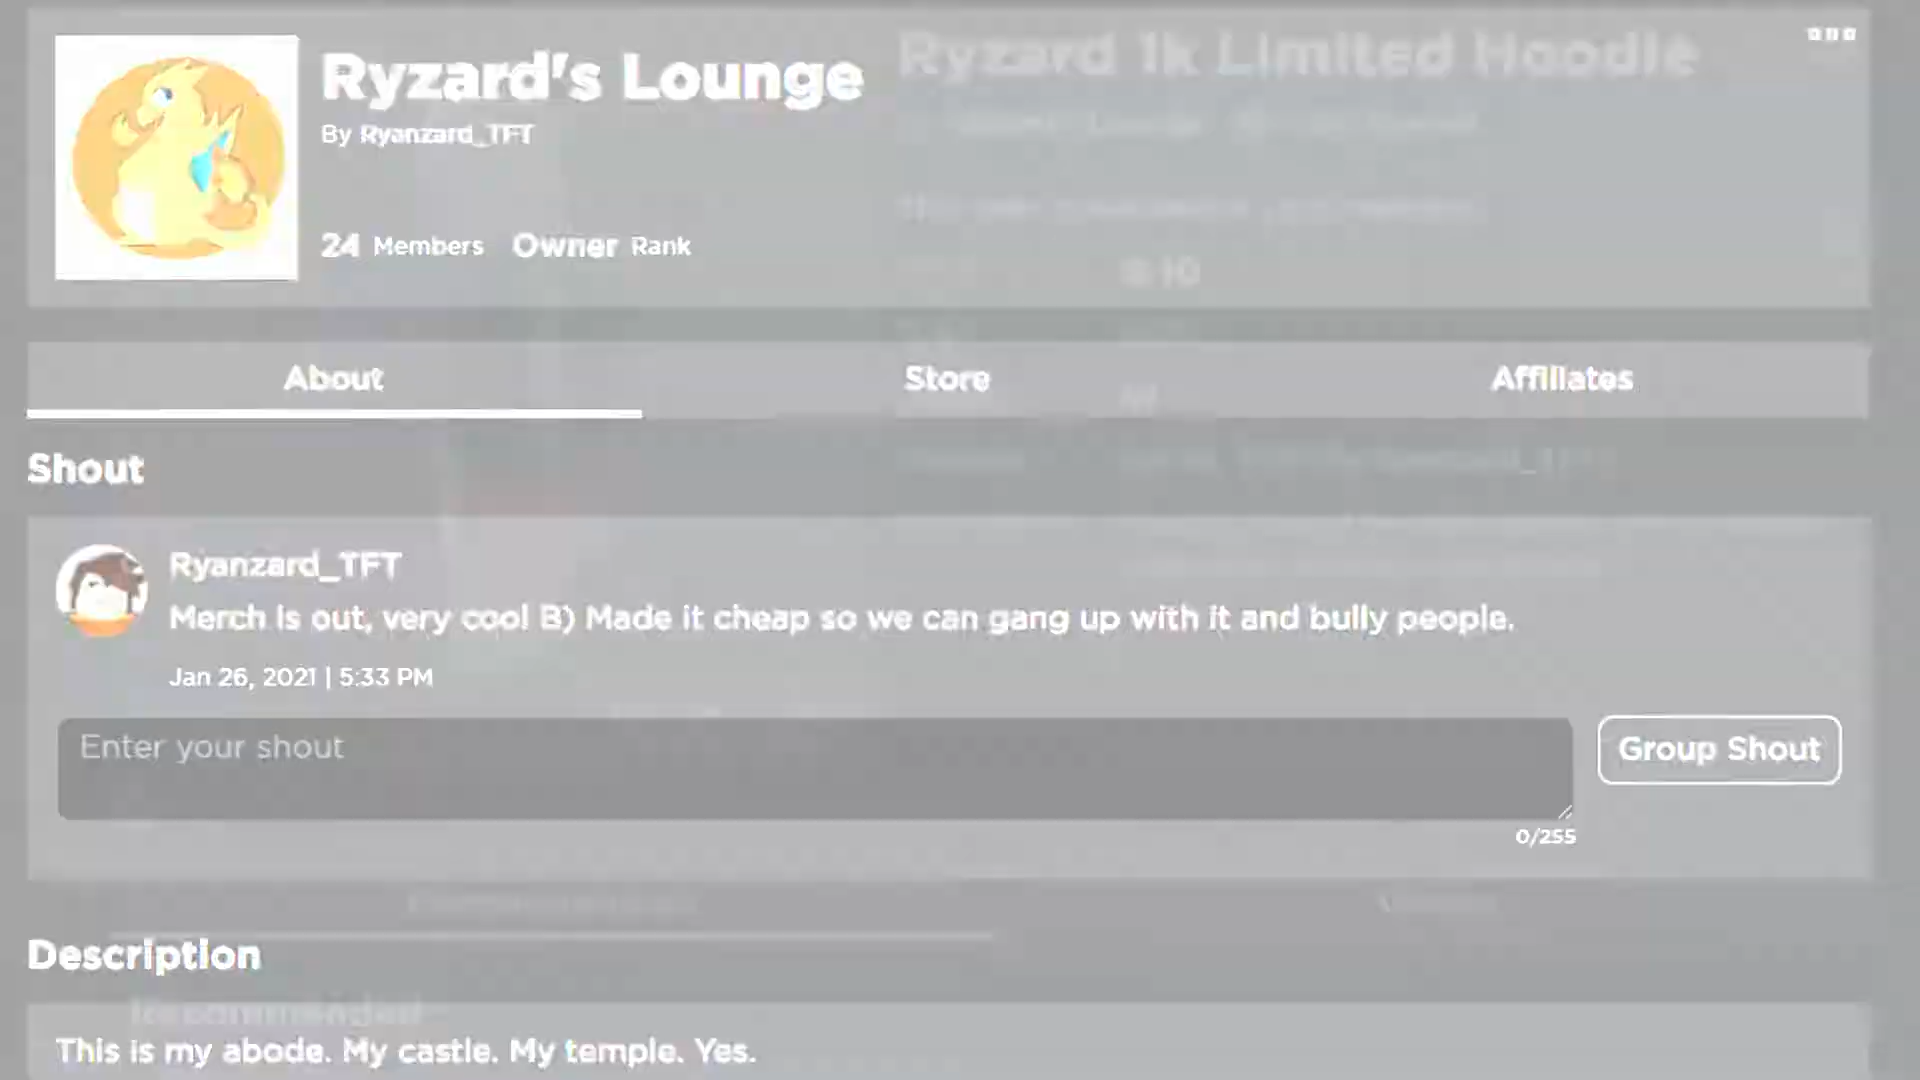 Ryzard's Lounge
Ryzard 1k Limited Hoodie
By Ryanzard_TFT
24 Members Owner Rank
10
About
Store
Affiliates
Shout
Ryanzard_TFT
Merch is out, very cool B) Made it cheap so we can gang up with it and bully people.
Jan 26, 2021 | 5:33 PM
Enter your shout
Group Shout
0/255
Description
Recommended
This is my abode. My castle. My temple. Yes.